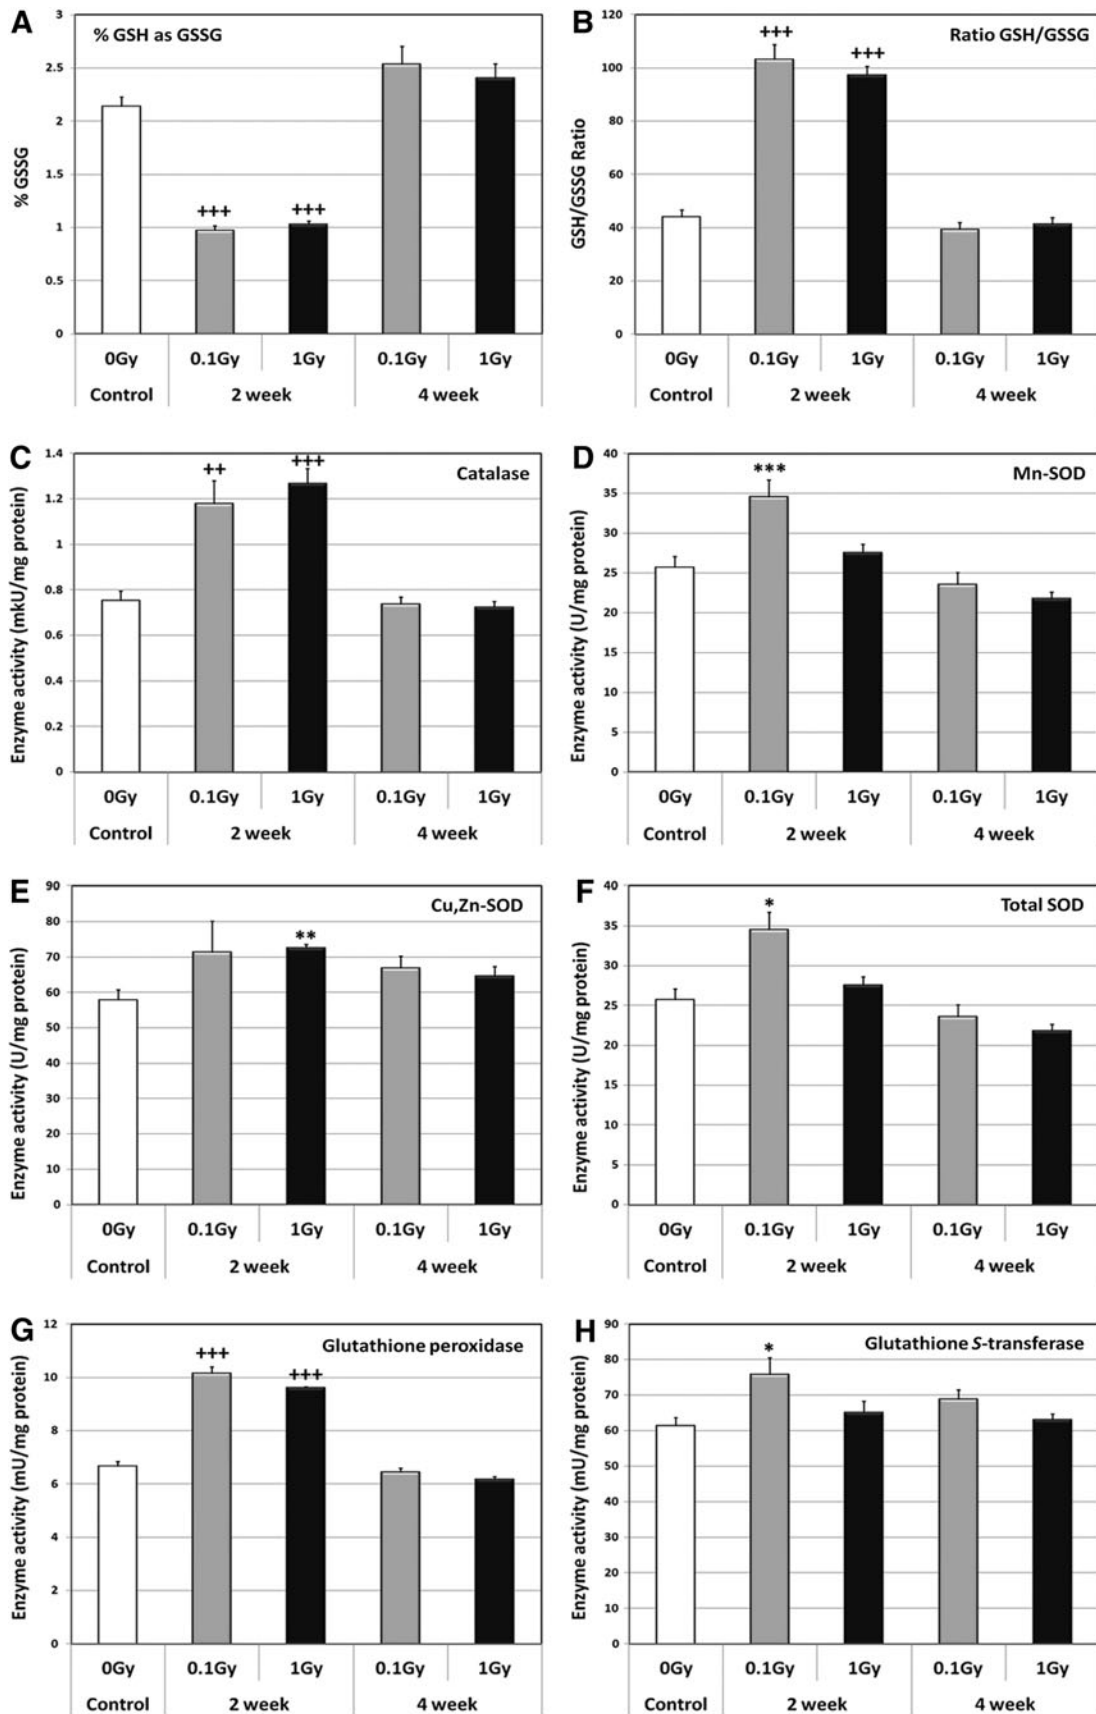 A
% GSH as GSSG
+++ +++
% GSSG
3
2.5
2
1.5
1
0.5
0
0Gy 0.1Gy 1Gy 0.1Gy 1Gy
Control 2 week 4 week
B
Ratio GSH/GSSG
+++ +++
GSH/GSSG Ratio
120
100
80
60
40
20
0
0Gy 0.1Gy 1Gy 0.1Gy 1Gy
Control 2 week 4 week
C
Catalase
++ +++
Enzyme activity (mkU/mg protein)
1.4
1.2
1
0.8
0.6
0.4
0.2
0
0Gy 0.1Gy 1Gy 0.1Gy 1Gy
Control 2 week 4 week
D
Mn-SOD
***
Enzyme activity (U/mg protein)
40
35
30
25
20
15
10
5
0
0Gy 0.1Gy 1Gy 0.1Gy 1Gy
Control 2 week 4 week
E
Cu,Zn-SOD
**
Enzyme activity (U/mg protein)
90
80
70
60
50
40
30
20
10
0
0Gy 0.1Gy 1Gy 0.1Gy 1Gy
Control 2 week 4 week
F
Total SOD
*
Enzyme activity (U/mg protein)
40
35
30
25
20
15
10
5
0
0Gy 0.1Gy 1Gy 0.1Gy 1Gy
Control 2 week 4 week
G
Glutathione peroxidase
+++ +++
Enzyme activity (mU/mg protein)
12
10
8
6
4
2
0
0Gy 0.1Gy 1Gy 0.1Gy 1Gy
Control 2 week 4 week
H
Glutathione S-transferase
*
Enzyme activity (mU/mg protein)
90
80
70
60
50
40
30
20
10
0
0Gy 0.1Gy 1Gy 0.1Gy 1Gy
Control 2 week 4 week